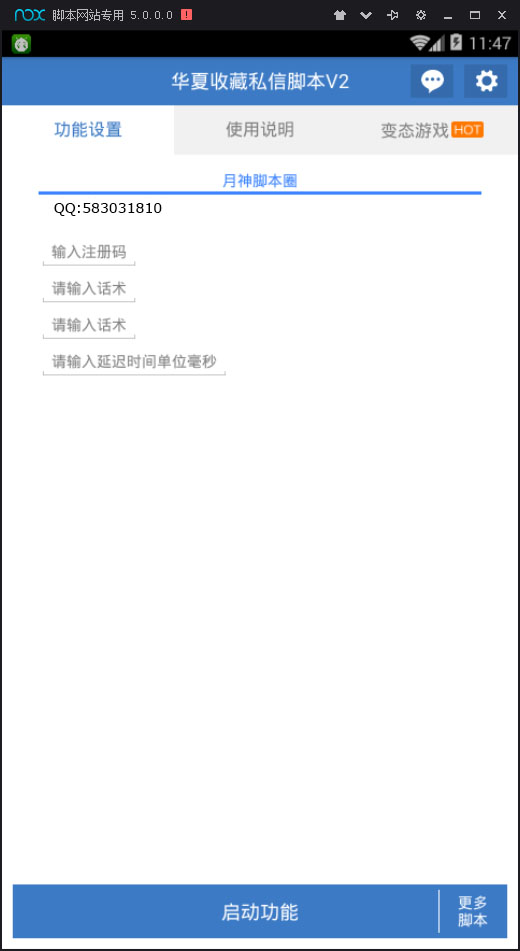 nox 脚本网站专用 5.0.0.0
11:47
华夏收藏私信脚本V2
功能设置 使用说明 变态游戏 HOT
月神脚本圈
QQ:583031810
输入注册码
请输入话术
请输入话术
请输入延迟时间单位毫秒
启动功能
更多
脚本